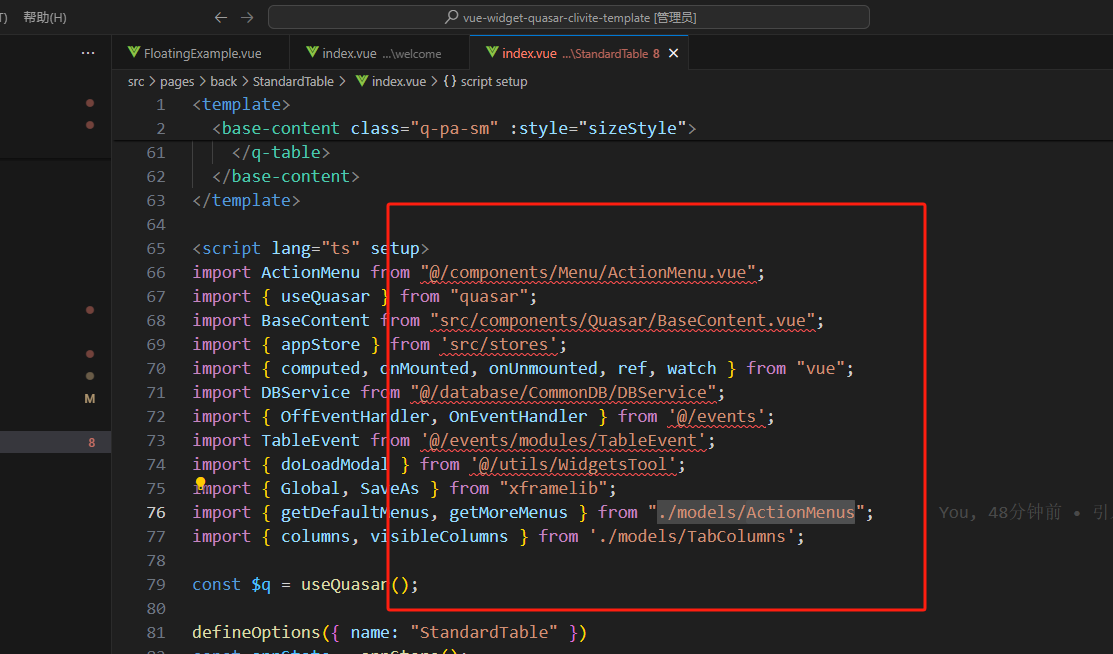 帮助(H)
vue-widget-quasar-clivite-template [管理员]
FloatingExample.vue
index.vue ...\welcome
index.vue ...\StandardTable 8
src > pages > back > StandardTable > index.vue > {} script setup
1 <template>
2 <base-content class="q-pa-sm" :style="sizeStyle">
61 </q-table>
62 </base-content>
63 </template>
64
65 <script lang="ts" setup>
66 import ActionMenu from "@/components/Menu/ActionMenu.vue";
67 import { useQuasar } from "quasar";
68 import BaseContent from "src/components/Quasar/BaseContent.vue";
69 import { appStore } from 'src/stores';
70 import { computed, onMounted, onUnmounted, ref, watch } from "vue";
71 import DBService from "@/database/CommonDB/DBService";
72 import { OffEventHandler, OnEventHandler } from '@/events';
73 import TableEvent from '@/events/modules/TableEvent';
74 import { doLoadModal } from '@/utils/WidgetsTool';
75 import { Global, SaveAs } from "xframelib";
76 import { getDefaultMenus, getMoreMenus } from "./models/ActionMenus"; You, 48分钟前 • 引
77 import { columns, visibleColumns } from './models/TabColumns';
78
79 const $q = useQuasar();
80
81 defineOptions({ name: "StandardTable" })
M
8